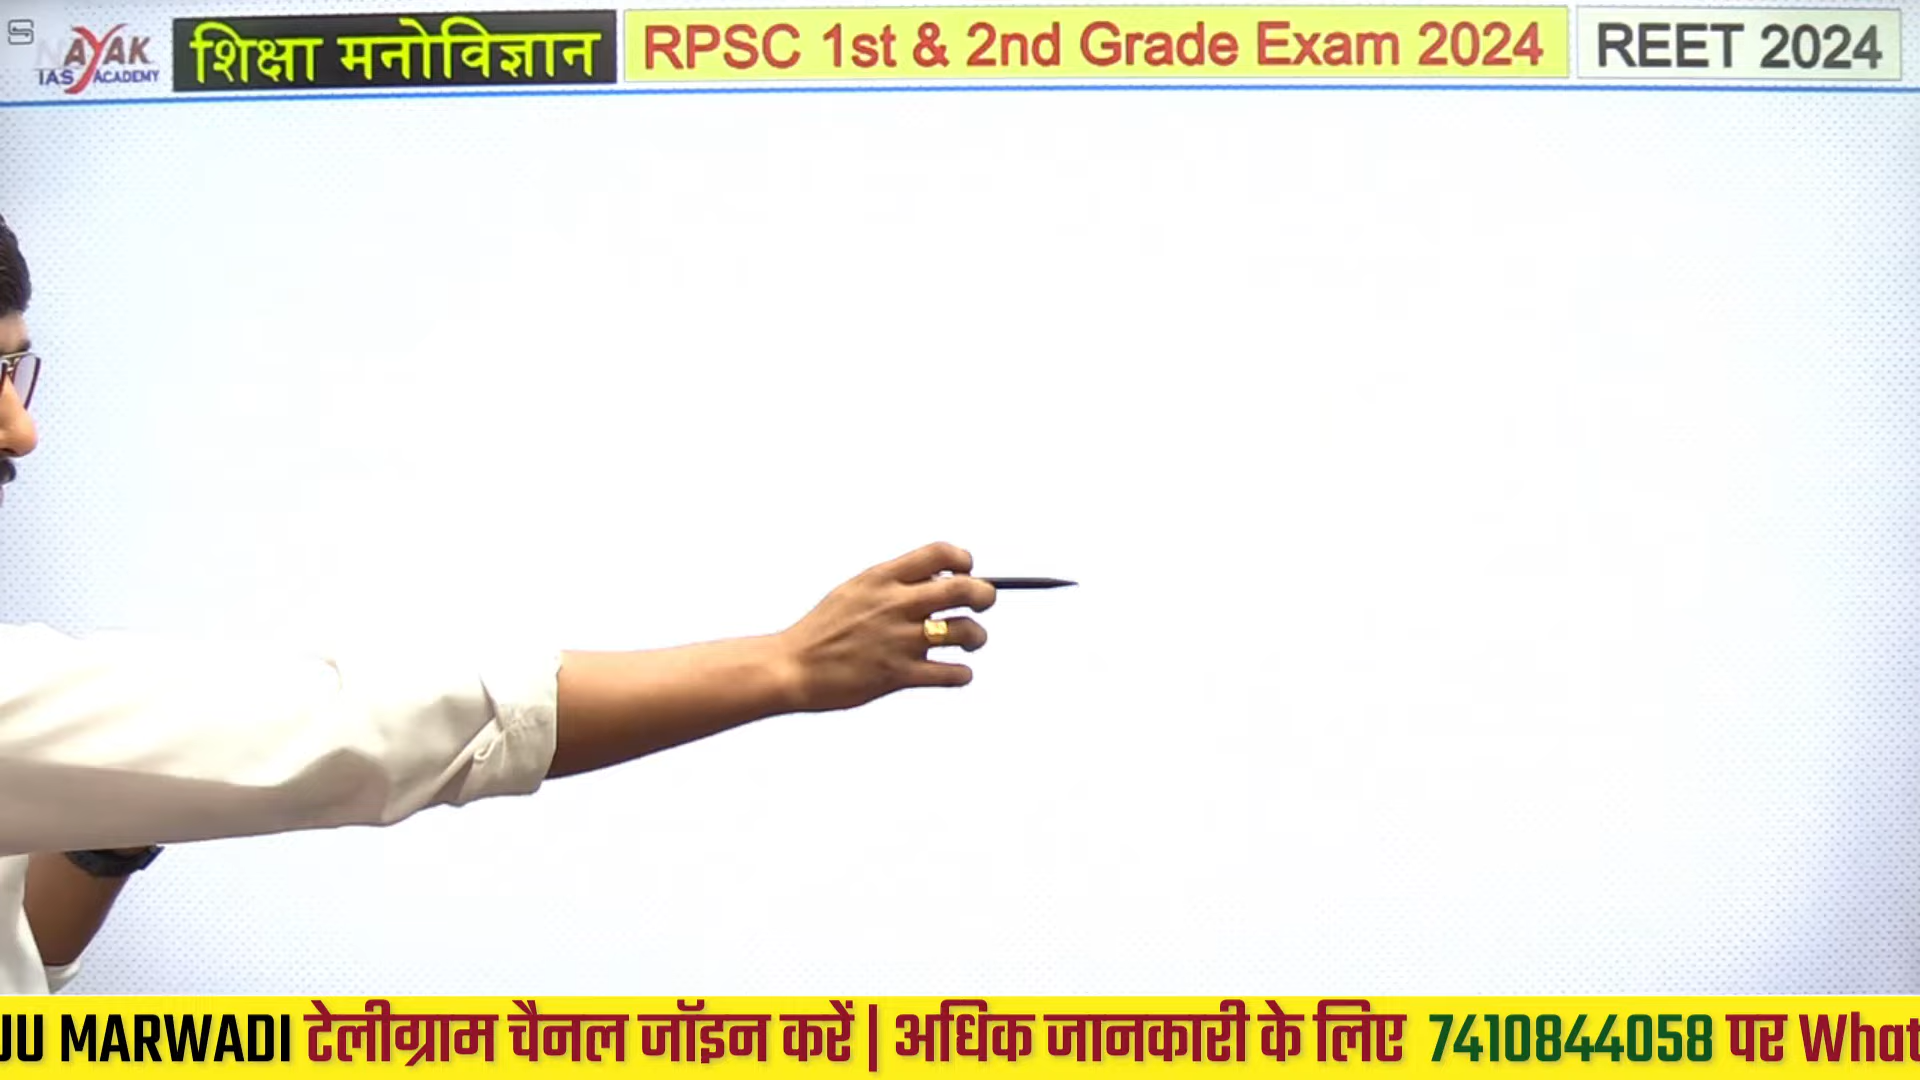 NAYAK
IAS ACADEMY
शिक्षा मनोविज्ञान
RPSC 1st & 2nd Grade Exam 2024
REET 2024
JU MARWADI टेलीग्राम चैनल जॉइन करें | अधिक जानकारी के लिए 7410844058 पर What